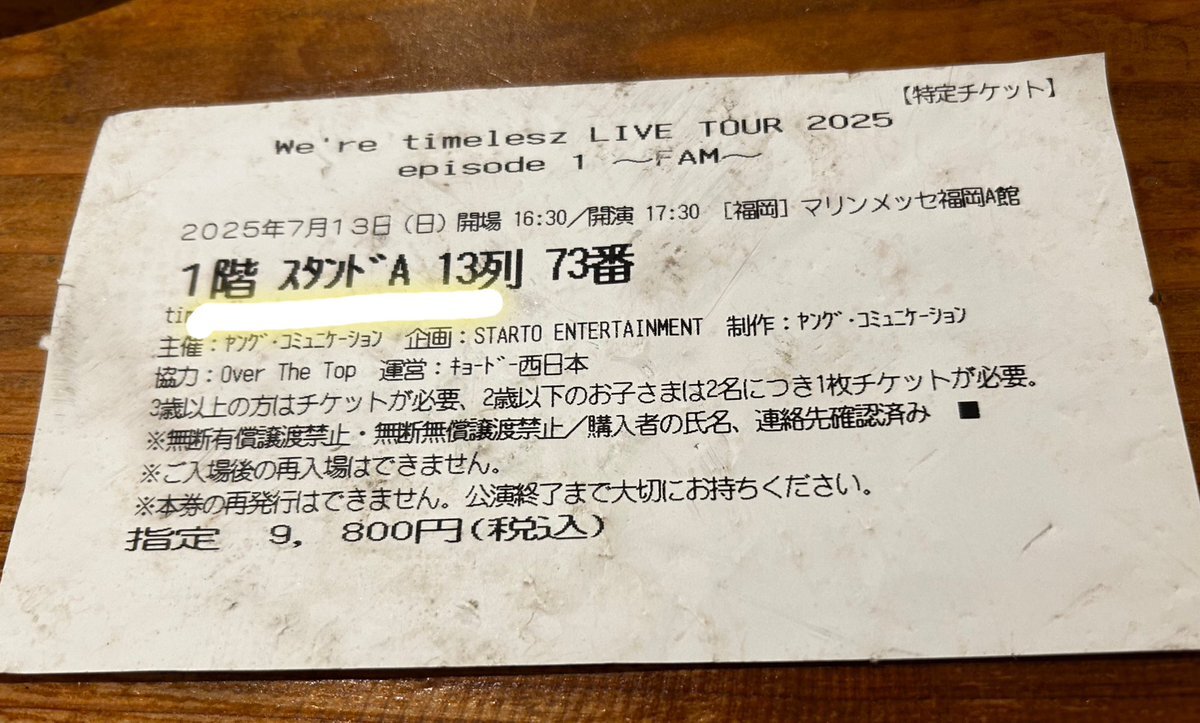 【特定チケット】
We're timelesz LIVE TOUR 2025
episode 1 ～FAM～
2025年7月13日（日）開場 16:30／開演 17:30 ［福岡］マリンメッセ福岡A館
1階 ｽﾀﾝﾄﾞA 13列 73番
主催：ﾔﾝｸﾞ･ｺﾐｭﾆｹｰｼｮﾝ 企画：STARTO ENTERTAINMENT 制作：ﾔﾝｸﾞ･ｺﾐｭﾆｹｰｼｮﾝ
協力：Over The Top 運営：ｷｮｰﾄﾞｰ西日本
3歳以上の方はチケットが必要、2歳以下のお子さまは2名につき1枚チケットが必要。
※無断有償譲渡禁止・無断無償譲渡禁止／購入者の氏名、連絡先確認済み ■
※ご入場後の再入場はできません。
※本券の再発行はできません。公演終了まで大切にお持ちください。
指定 9，800円(税込)